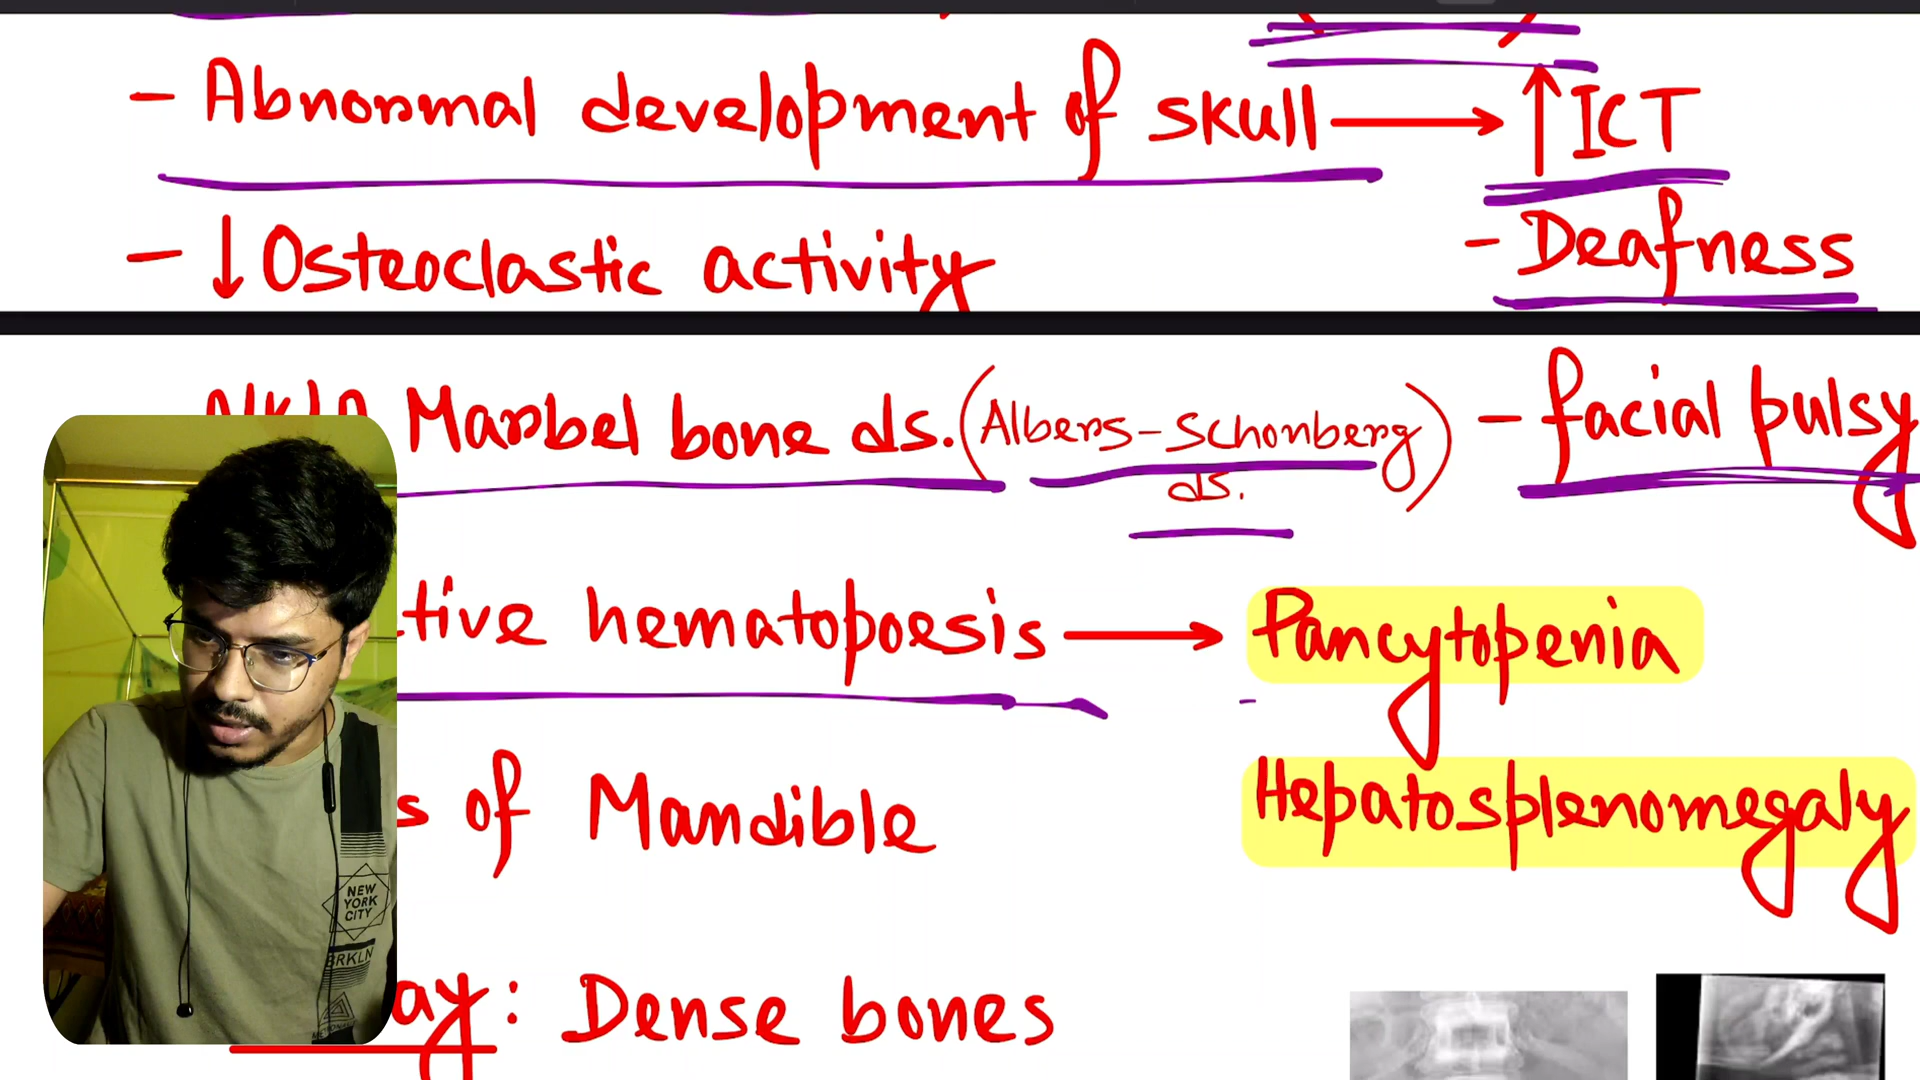 - Abnormal development of skull → ↑ ICT
- ↓ Osteoclastic activity
- Deafness
Marbel bone ds. (Albers-Schonberg ds.)
- facial pulsy
tive hematopoesis → Pancytopenia
Hepatosplenomegaly
s of Mandible
ay: Dense bones
NEW
YORK
CITY
BRKLN